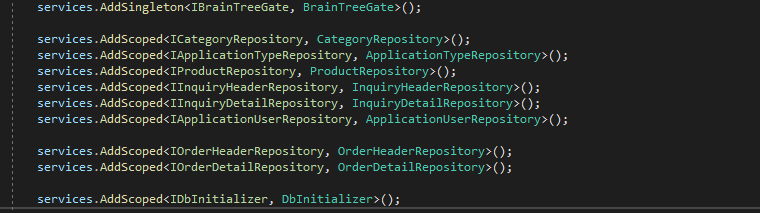 services.AddSingleton<IBrainTreeGate, BrainTreeGate>();
services.AddScoped<ICategoryRepository, CategoryRepository>();
services.AddScoped<IApplicationTypeRepository, ApplicationTypeRepository>();
services.AddScoped<IProductRepository, ProductRepository>();
services.AddScoped<IInquiryHeaderRepository, InquiryHeaderRepository>();
services.AddScoped<IInquiryDetailRepository, InquiryDetailRepository>();
services.AddScoped<IApplicationUserRepository, ApplicationUserRepository>();
services.AddScoped<IOrderHeaderRepository, OrderHeaderRepository>();
services.AddScoped<IOrderDetailRepository, OrderDetailRepository>();
services.AddScoped<IDbInitializer, DbInitializer>();